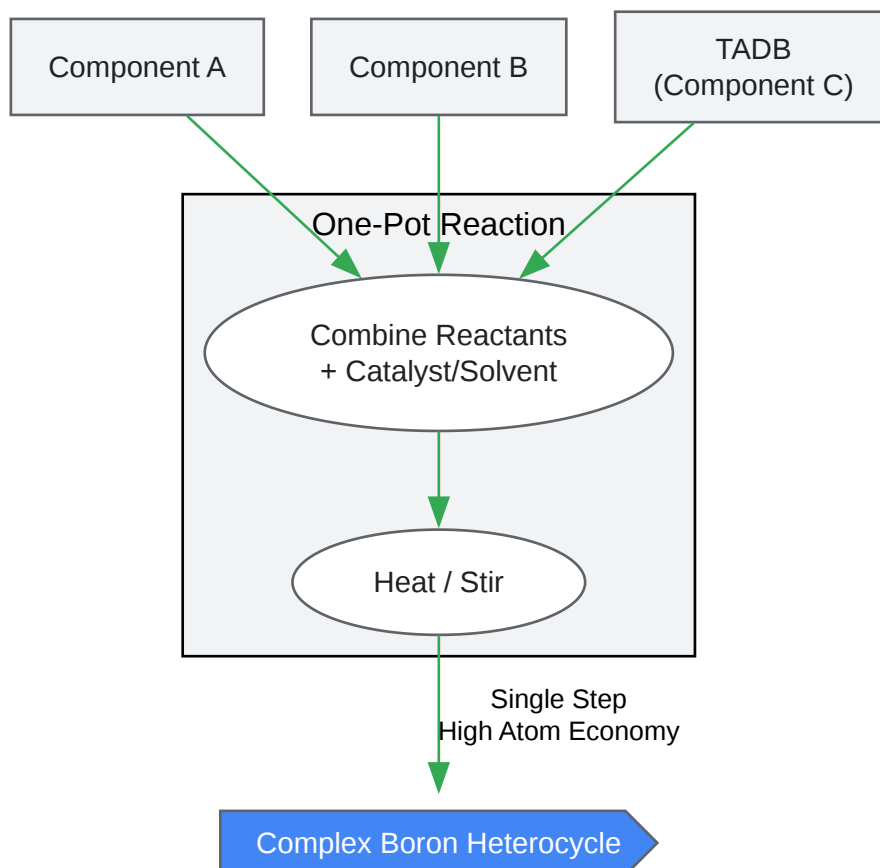 Component A
Component B
TADB
(Component C)
One-Pot Reaction
Combine Reactants
+ Catalyst/Solvent
Heat / Stir
Single Step
High Atom Economy
Complex Boron Heterocycle